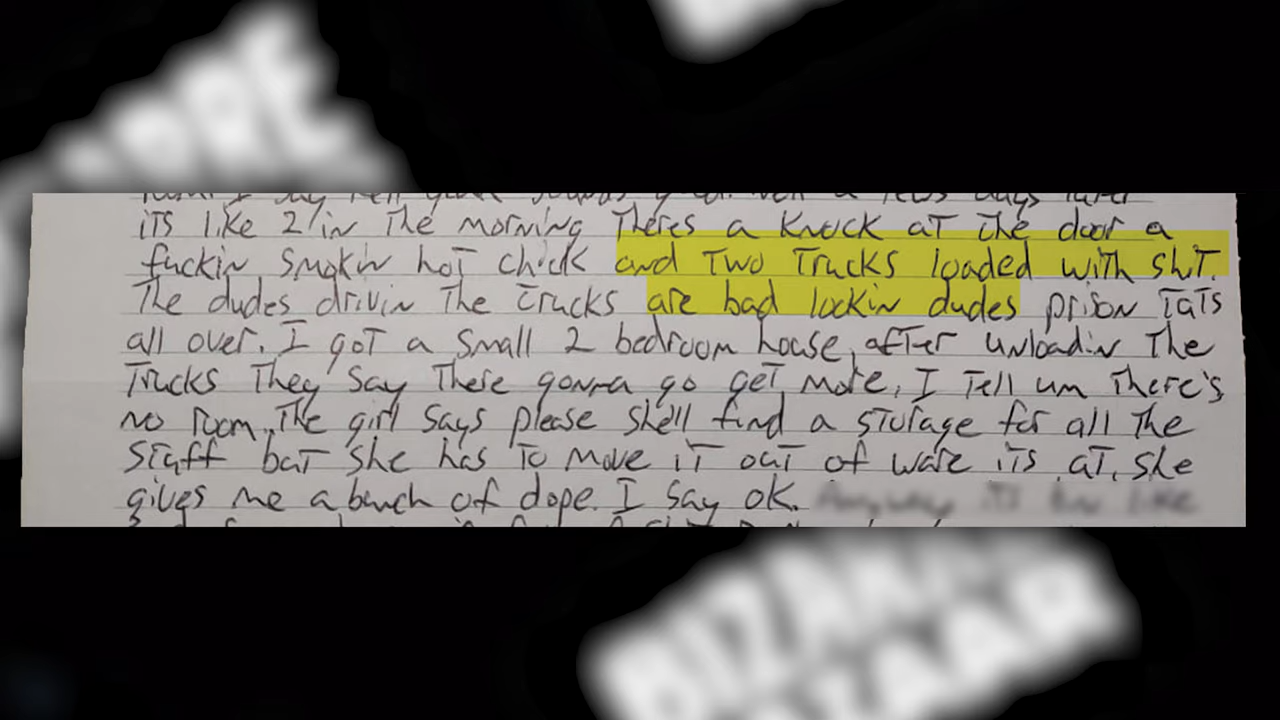 iTs like 2 in The morning Theres a knock aT The door a
fuckin smokin hoT chick and Two Trucks loaded wiTh shiT.
The dudes drivin The Trucks are bad lookin dudes prison TaTs
all over. I goT a small 2 bedroom house, afTer unloadin The
Trucks They say There gonna go geT more, I Tell um There's
no room. The girl says please shell find a sTorage for all The
sTuff buT she has To move iT ouT of ware iTs aT. she
gives me a bunch of dope. I say ok.